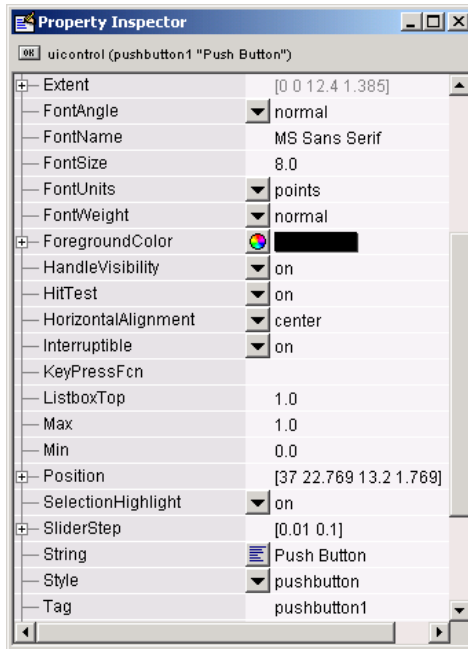 Property Inspector
OK uicontrol (pushbutton1 "Push Button")
Extent [0 0 12.4 1.385]
FontAngle normal
FontName MS Sans Serif
FontSize 8.0
FontUnits points
FontWeight normal
ForegroundColor
HandleVisibility on
HitTest on
HorizontalAlignment center
Interruptible on
KeyPressFcn
ListboxTop 1.0
Max 1.0
Min 0.0
Position [37 22.769 13.2 1.769]
SelectionHighlight on
SliderStep [0.01 0.1]
String Push Button
Style pushbutton
Tag pushbutton1